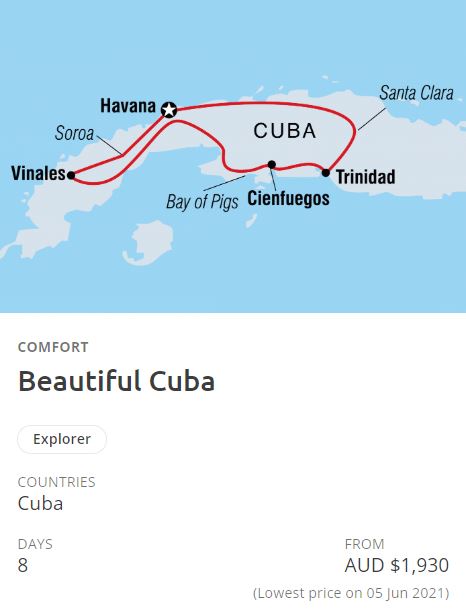 Havana
Santa Clara
CUBA
Soroa
Vinales
Trinidad
Bay of Pigs
Cienfuegos
COMFORT
Beautiful Cuba
Explorer
COUNTRIES
Cuba
DAYS
FROM
8
AUD $1,930
(Lowest price on 05 Jun 2021)